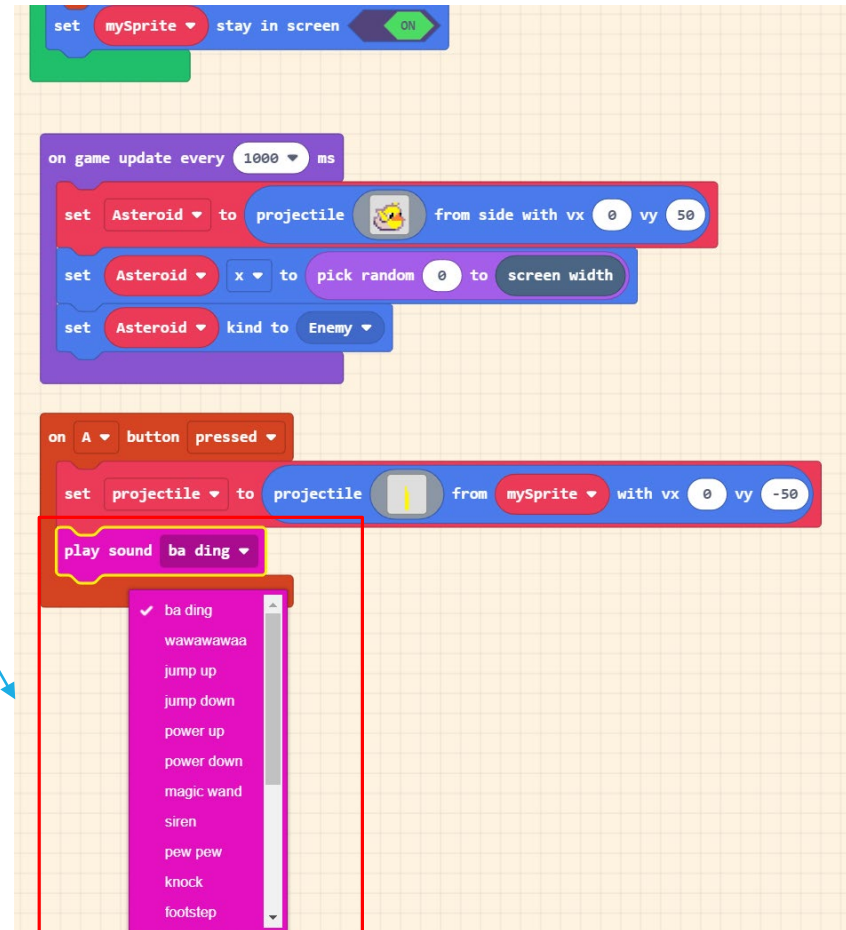 set mySprite stay in screen ON
on game update every 1000 ms
set Asteroid to projectile from side with vx 0 vy 50
set Asteroid x to pick random 0 to screen width
set Asteroid kind to Enemy
on A button pressed
set projectile to projectile from mySprite with vx 0 vy -50
play sound ba ding
ba ding
wawawawaa
jump up
jump down
power up
power down
magic wand
siren
pew pew
knock
footstep